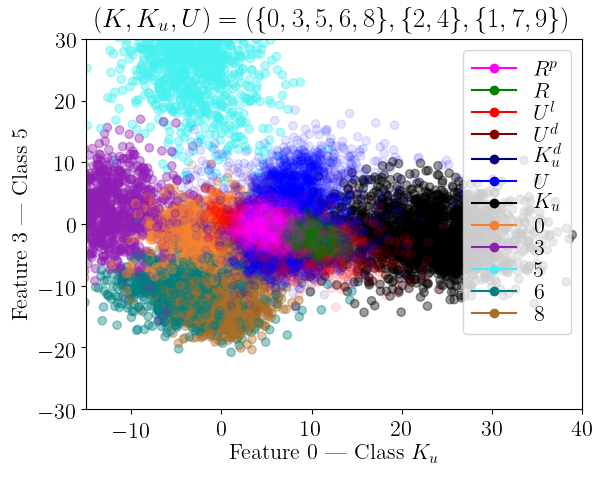 (K, K_u, U) = ({0, 3, 5, 6, 8}, {2, 4}, {1, 7, 9})
30
20
10
0
−10
−20
−30
Feature 3 — Class 5
R^p
R
U^l
U^d
K_u^d
U
K_u
0
3
5
6
8
−10
0
10
20
30
40
Feature 0 — Class K_u